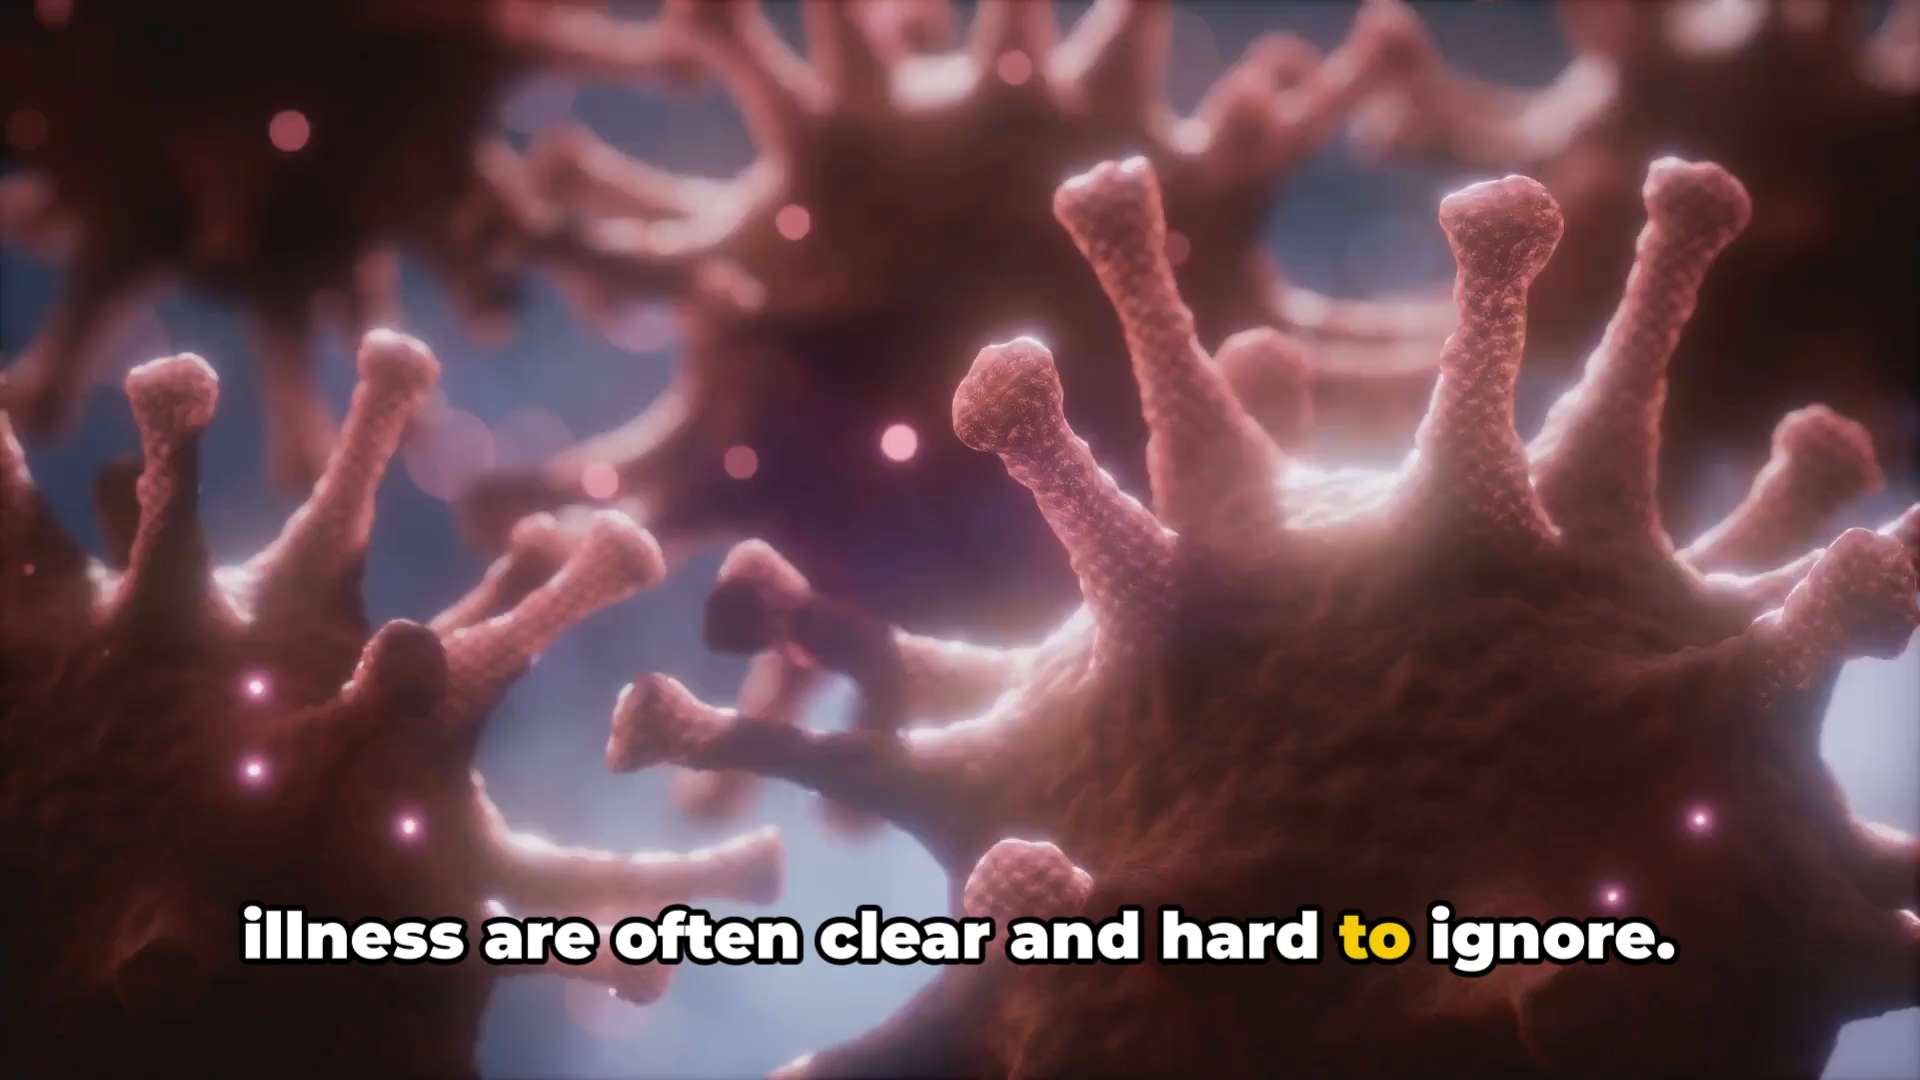 illness are often clear and hard to ignore.